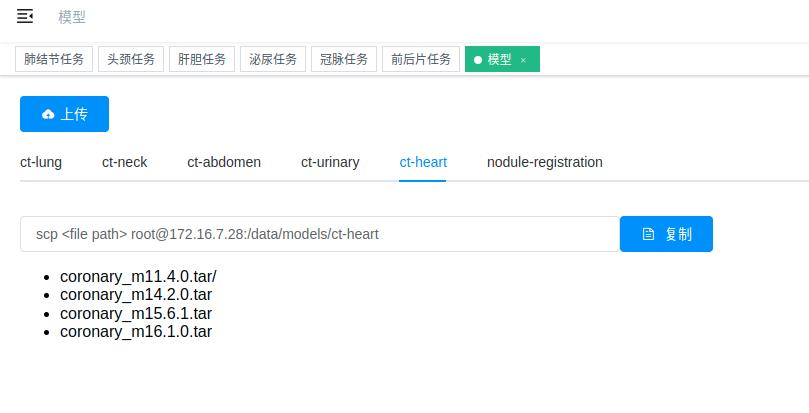 模型
肺结节任务 头颈任务 肝胆任务 泌尿任务 冠脉任务 前后片任务 模型 ×
上传
ct-lung ct-neck ct-abdomen ct-urinary ct-heart nodule-registration
scp <file path> root@172.16.7.28:/data/models/ct-heart 复制
coronary_m11.4.0.tar/
coronary_m14.2.0.tar
coronary_m15.6.1.tar
coronary_m16.1.0.tar